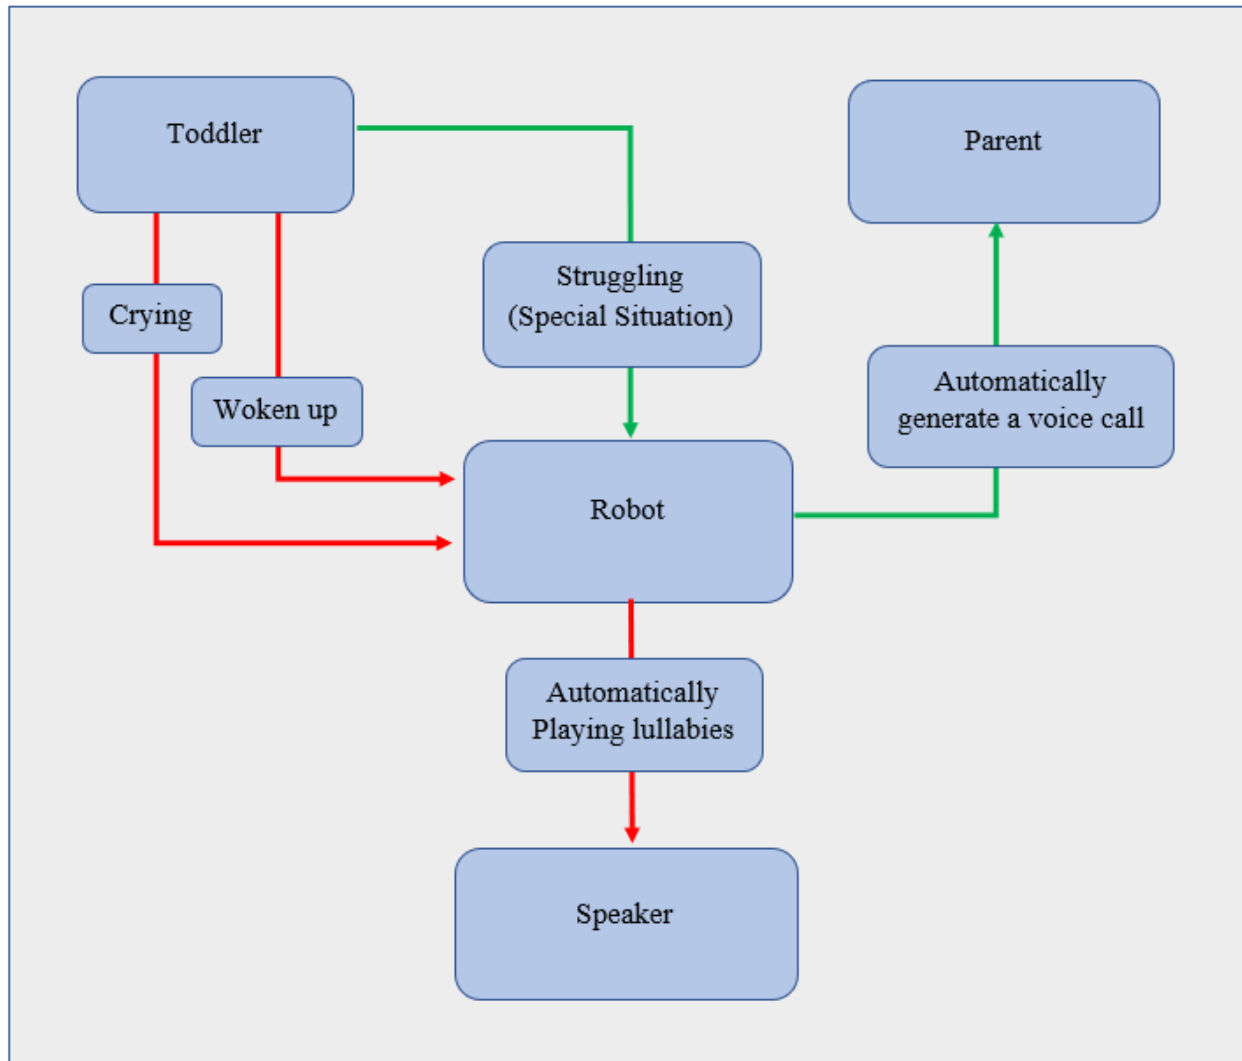 Toddler
Parent
Struggling
(Special Situation)
Crying
Automatically
generate a voice call
Woken up
Robot
Automatically
Playing lullabies
Speaker